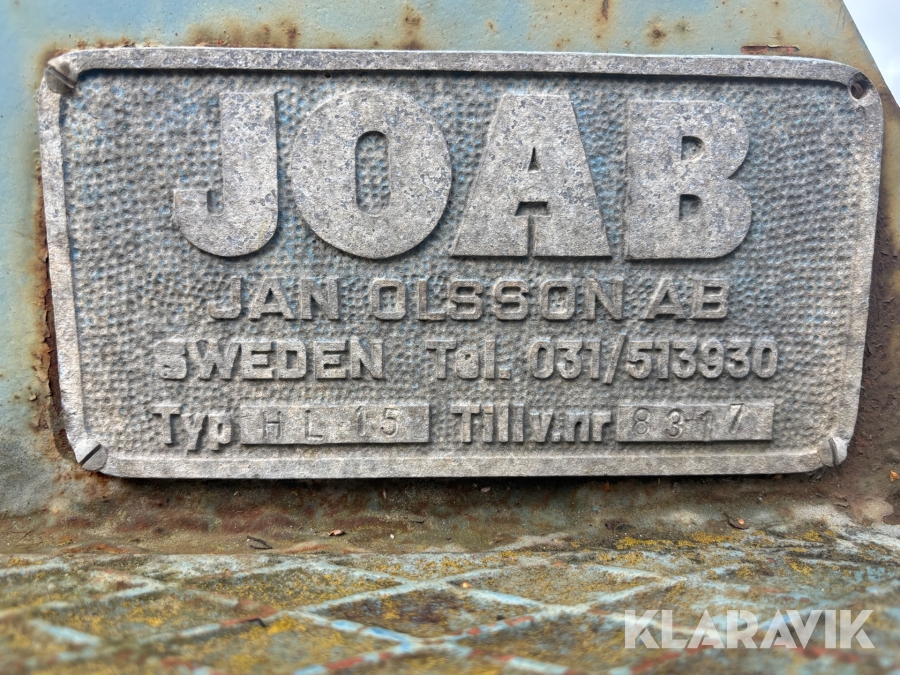 JOAB
JAN OLSSON AB
SWEDEN Tel. 031/513930
Typ HL 15 Tillv.nr 8317
KLARAVIK